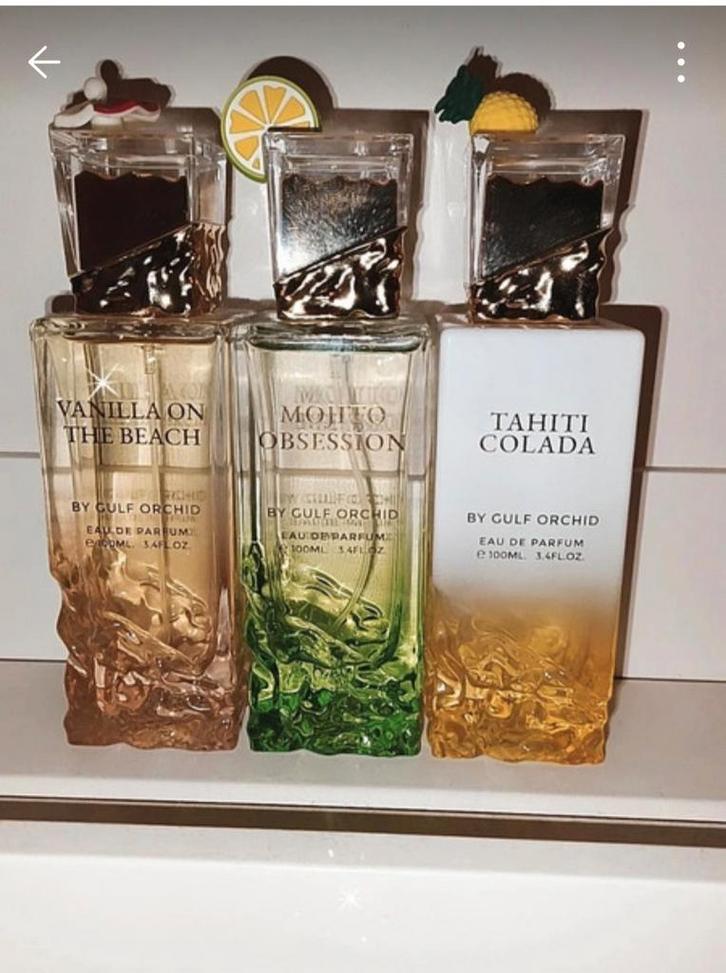 VANILLA ON
THE BEACH
BY GULF ORCHID
EAU DE PARFUM
℮ 100ML. 3.4FL.OZ.
MOJITO
OBSESSION
BY GULF ORCHID
EAU DE PARFUM
℮ 100ML. 3.4FL.OZ.
TAHITI
COLADA
BY GULF ORCHID
EAU DE PARFUM
℮ 100ML. 3.4FL.OZ.